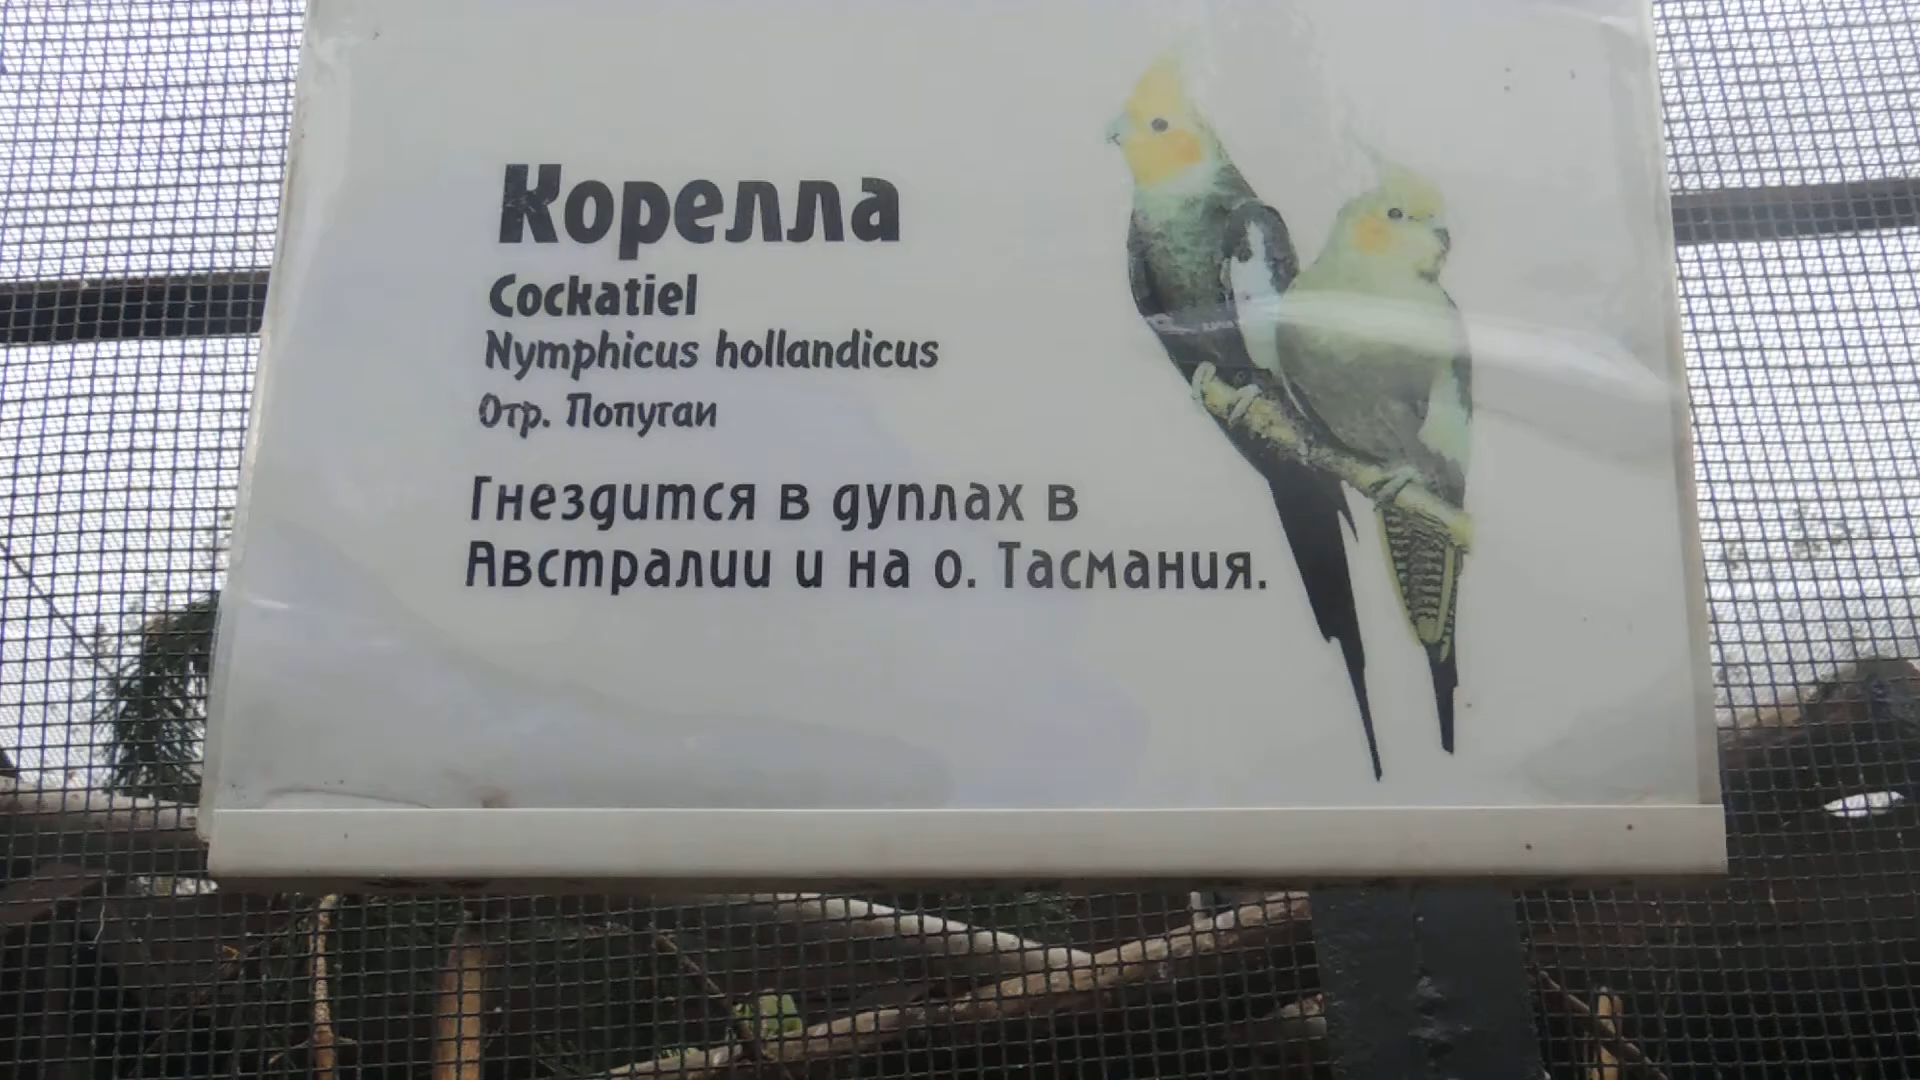 Корелла
Cockatiel
Nymphicus hollandicus
Отр. Попугаи
Гнездится в дуплах в
Австралии и на о. Тасмания.